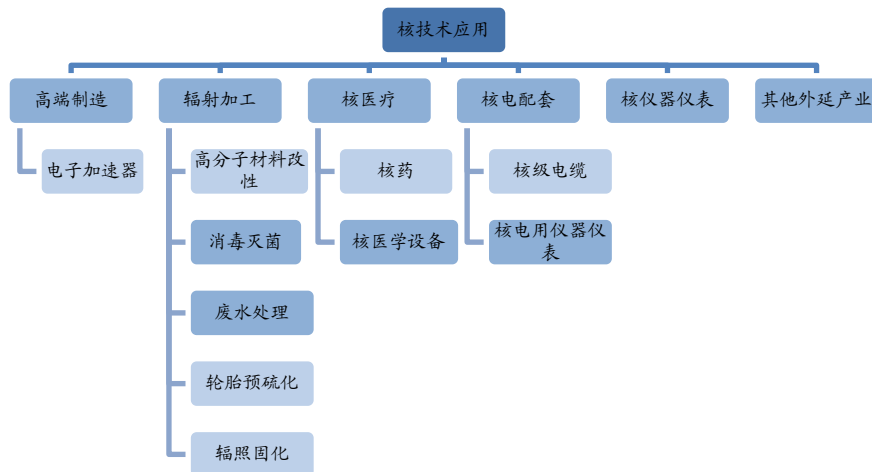 核技术应用
高端制造
辐射加工
核医疗
核电配套
核仪器仪表
其他外延产业
电子加速器
高分子材料改
性
核药
核级电缆
消毒灭菌
核医学设备
核电用仪器仪
表
废水处理
轮胎预硫化
辐照固化